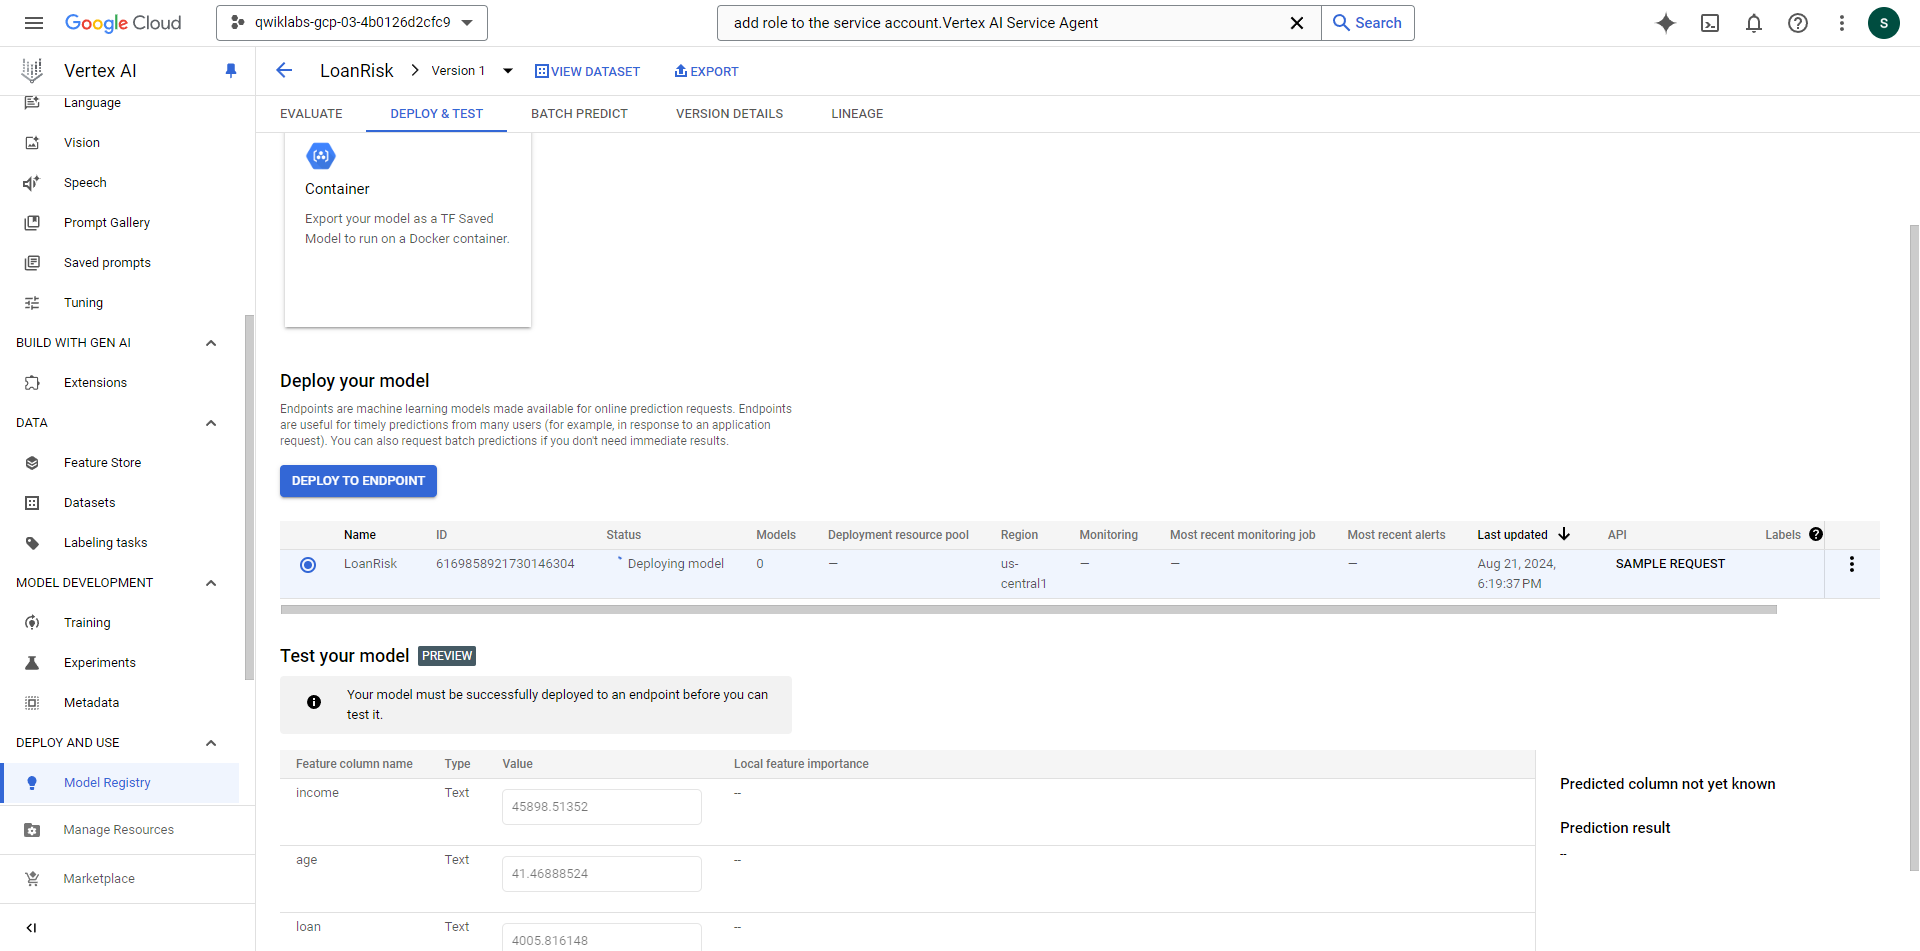 Google Cloud
qwiklabs-gcp-03-4b0126d2cfc9
add role to the service account.Vertex AI Service Agent
Search
S
Vertex AI
LoanRisk
Version 1
VIEW DATASET
EXPORT
Language
Vision
Speech
Prompt Gallery
Saved prompts
Tuning
BUILD WITH GEN AI
Extensions
DATA
Feature Store
Datasets
Labeling tasks
MODEL DEVELOPMENT
Training
Experiments
Metadata
DEPLOY AND USE
Model Registry
Manage Resources
Marketplace
EVALUATE
DEPLOY & TEST
BATCH PREDICT
VERSION DETAILS
LINEAGE
Container
Export your model as a TF Saved
Model to run on a Docker container.
Deploy your model
Endpoints are machine learning models made available for online prediction requests. Endpoints
are useful for timely predictions from many users (for example, in response to an application
request). You can also request batch predictions if you don't need immediate results.
DEPLOY TO ENDPOINT
Name ID Status Models Deployment resource pool Region Monitoring Most recent monitoring job Most recent alerts Last updated API Labels
LoanRisk 6169858921730146304 Deploying model 0 — us- — — — Aug 21, 2024, SAMPLE REQUEST
central1 6:19:37 PM
Test your model PREVIEW
Your model must be successfully deployed to an endpoint before you can
test it.
Feature column name Type Value Local feature importance
income Text 45898.51352 --
age Text 41.46888524 --
loan Text 4005.816148 --
Predicted column not yet known
Prediction result
--